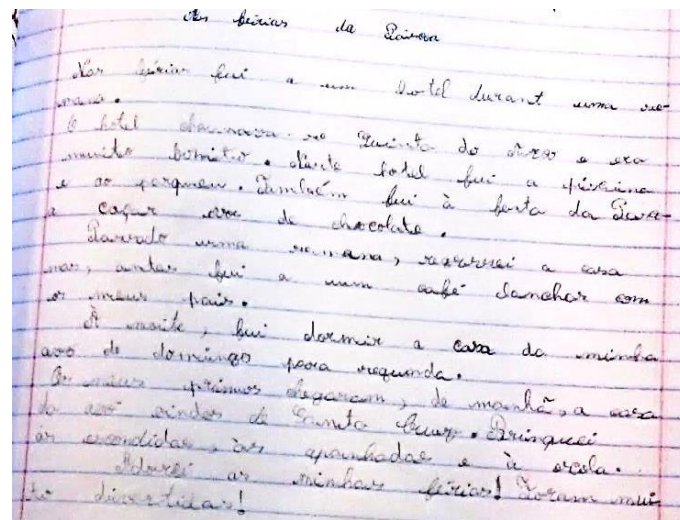 As férias da Páscoa
Nas férias fui a um hotel durant uma se-
mana.
O hotel chamava-se Quinta do and e era
muito bonito. Neste hotel fui a piscina
e ao parque. Também fui à festa da
a caçar de chocolate.
Passado uma semana, regressei a casa
mas, antes fui a um café lanchar com
os meus pais.
À noite, fui dormir a casa da minha
avó de domingo para segunda.
Os meus primos chegaram, de manhã, a casa
da avó vindos de Santa Cruz. Brinquei
às escondidas, às apanhadas e à escola.
Adorei as minhas férias! Foram mui
to divertidas!